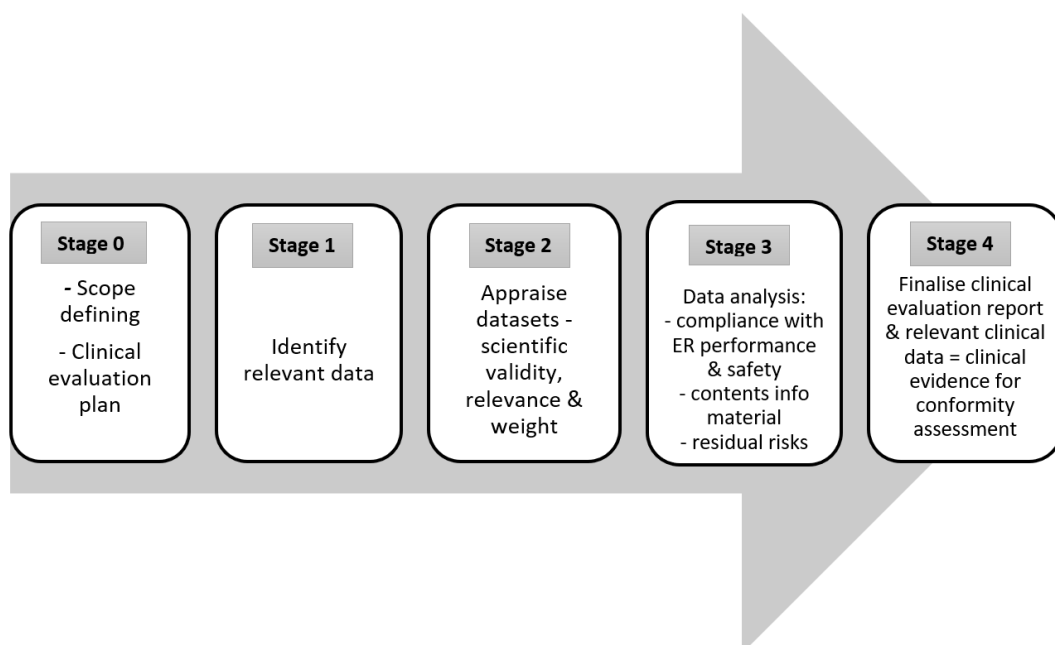 Stage 0
- Scope
defining
- Clinical
evaluation
plan
Stage 1
Identify
relevant data
Stage 2
Appraise
datasets -
scientific
validity,
relevance &
weight
Stage 3
Data analysis:
- compliance with
ER performance
& safety
- contents info
material
- residual risks
Stage 4
Finalise clinical
evaluation report
& relevant clinical
data = clinical
evidence for
conformity
assessment